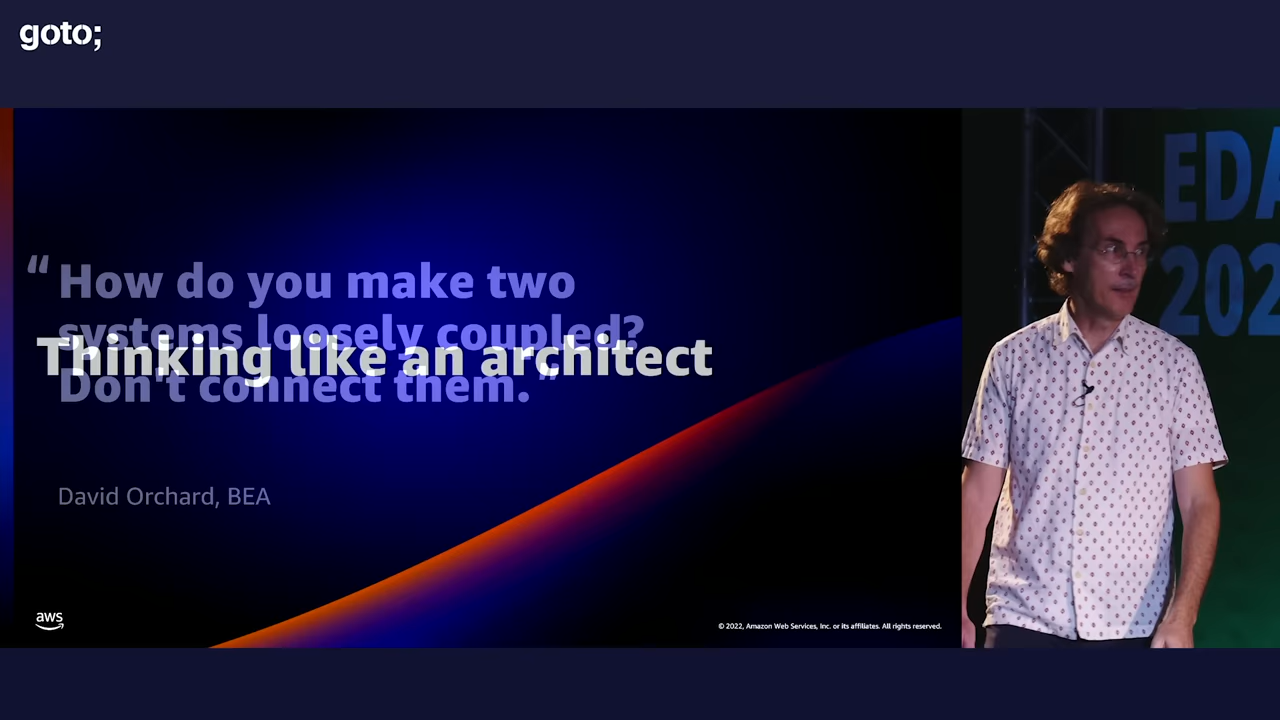 goto;
“ How do you make two
systems loosely coupled?
Thinking like an architect
Don't connect them. ”
David Orchard, BEA
aws
© 2022, Amazon Web Services, Inc. or its affiliates. All rights reserved.
EDA
202